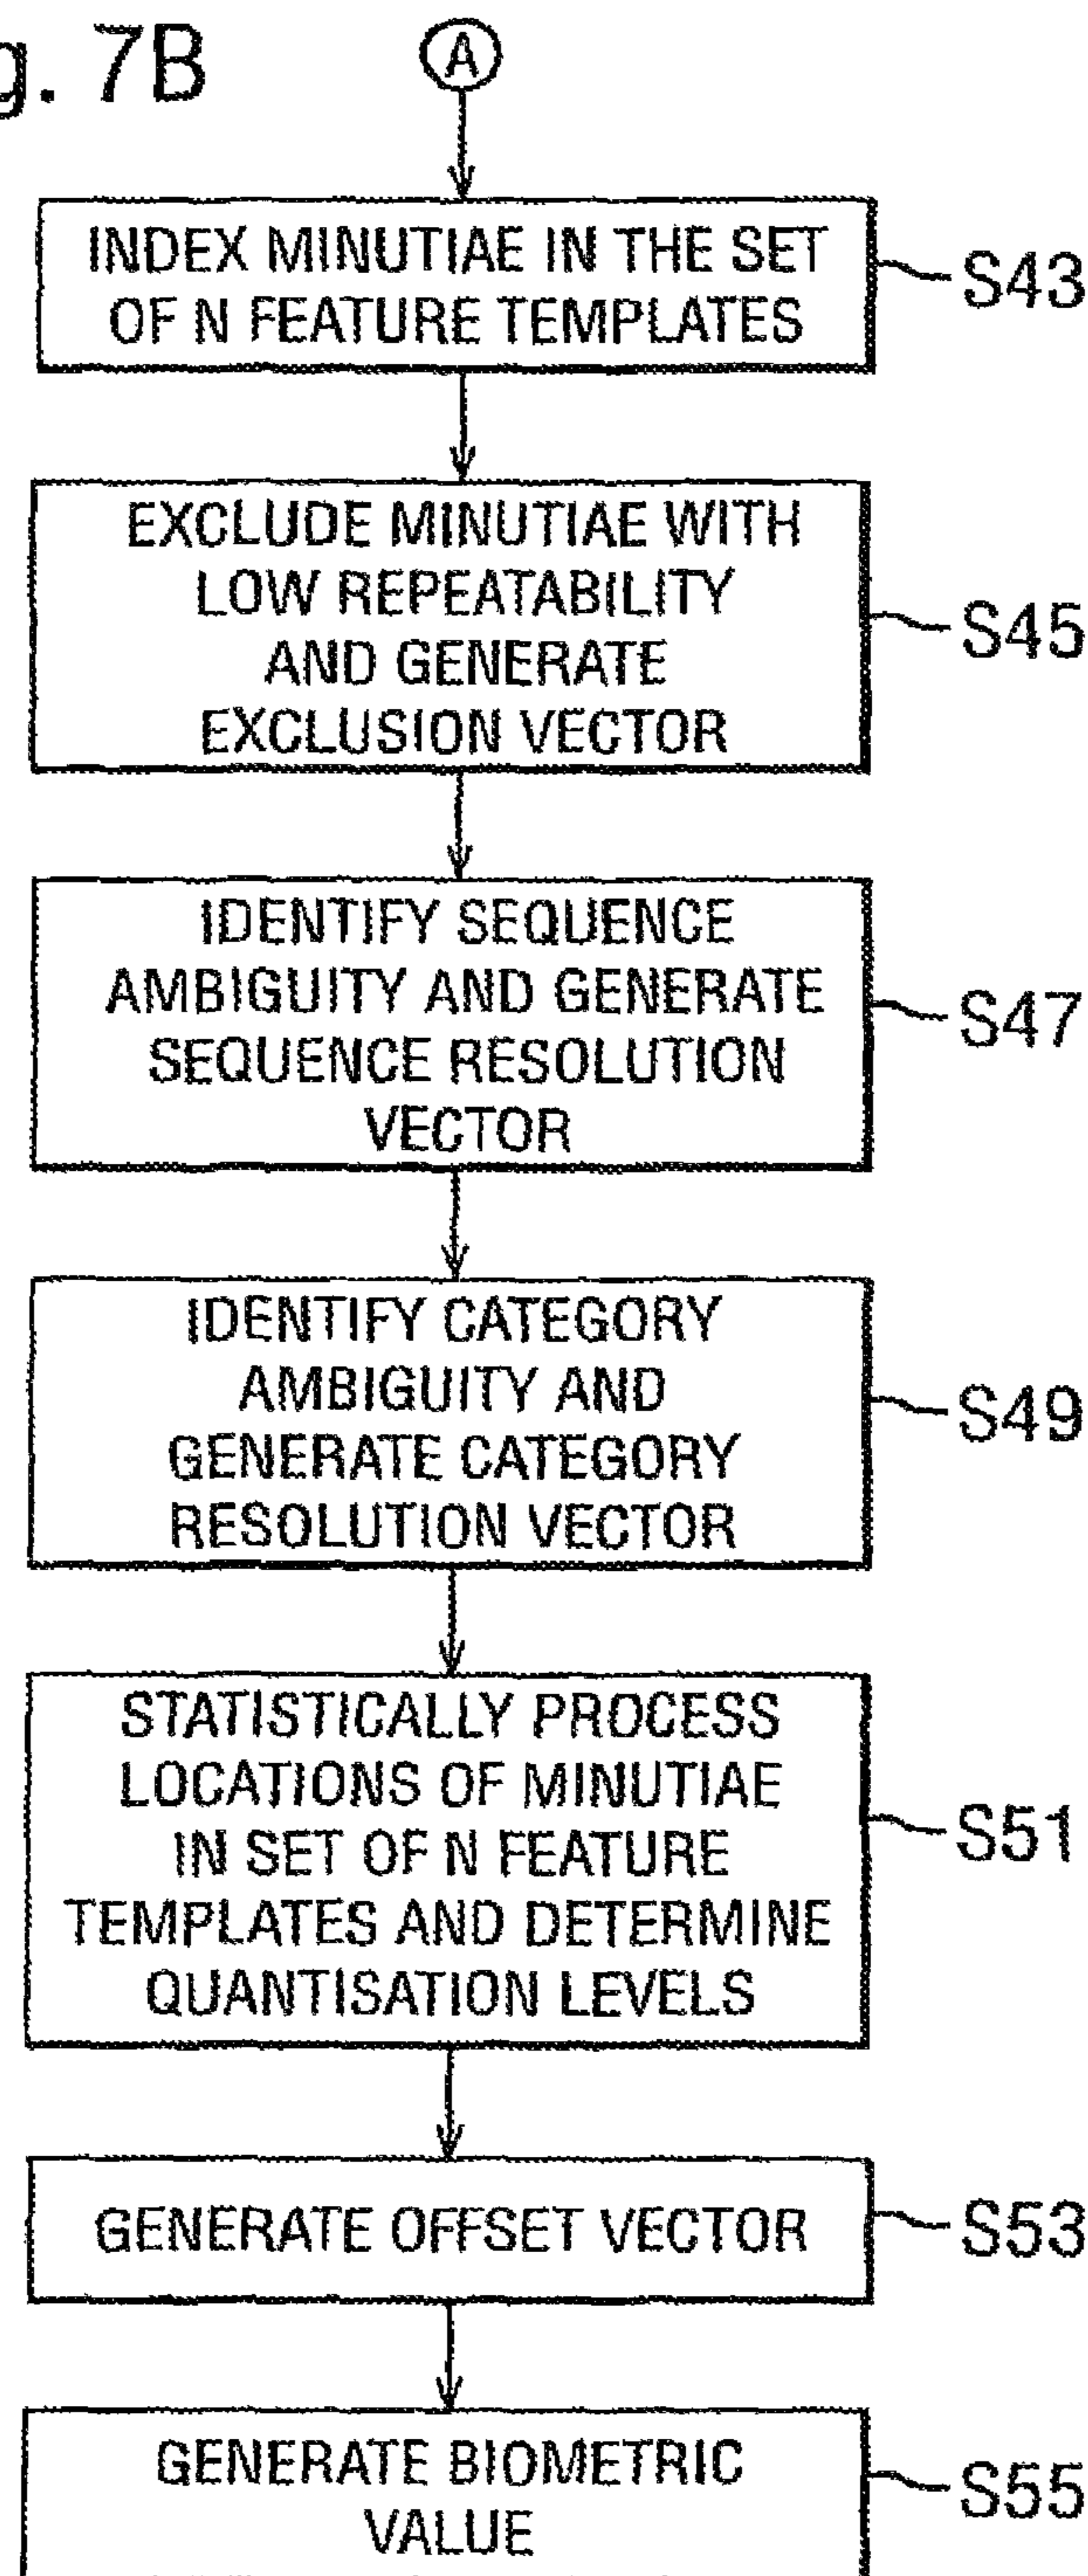 g. 7B
A
INDEX MINUTIAE IN THE SET
OF N FEATURE TEMPLATES
S43
EXCLUDE MINUTIAE WITH
LOW REPEATABILITY
AND GENERATE
EXCLUSION VECTOR
S45
IDENTIFY SEQUENCE
AMBIGUITY AND GENERATE
SEQUENCE RESOLUTION
VECTOR
S47
IDENTIFY CATEGORY
AMBIGUITY AND
GENERATE CATEGORY
RESOLUTION VECTOR
S49
STATISTICALLY PROCESS
LOCATIONS OF MINUTIAE
IN SET OF N FEATURE
TEMPLATES AND DETERMINE
QUANTISATION LEVELS
S51
GENERATE OFFSET VECTOR
S53
GENERATE BIOMETRIC
VALUE
S55